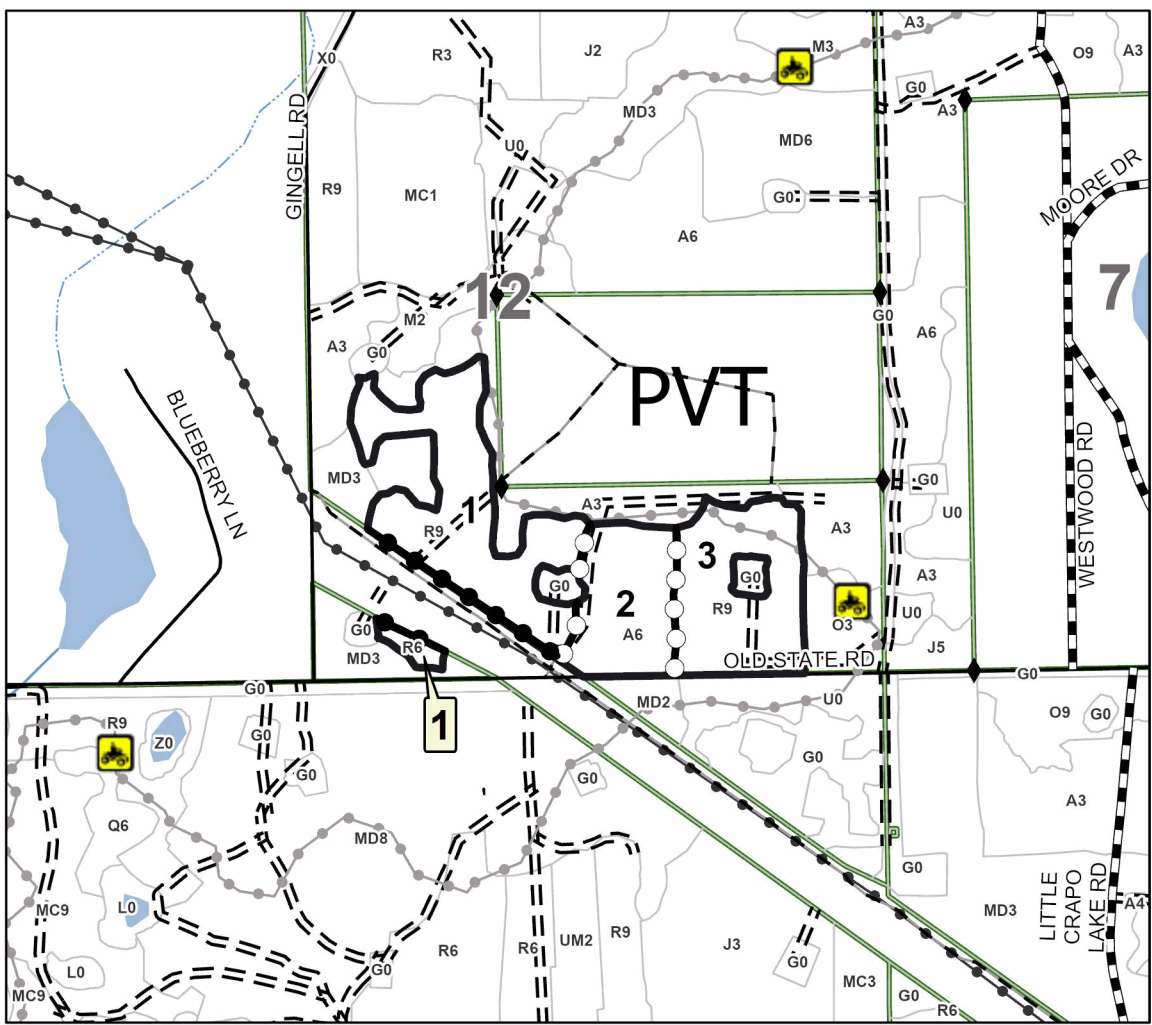 A3
M3
J2
R3
O9
A3
X0
G0
A3
MD3
MD6
U0
GINGELL RD
R9
MC1
G0
MOORE DR
A6
7
12
G0
M2
A6
A3
G0
PVT
BLUEBERRY LN
WESTWOOD RD
MD3
G0
1
A3
U0
R9
A3
3
A3
G0
G0
2
R9
U0
A6
O3
G0
R6
MD3
J5
OLD STATE RD
G0
G0
MD2
U0
1
O9
G0
R9
Z0
G0
G0
G0
G0
A3
Q6
MD8
G0
LITTLE
CRAPO
LAKE RD
L0
MC9
MD3
A4
R9
UM2
J3
R6
R6
G0
L0
G0
MC3
MC9
G0
R6